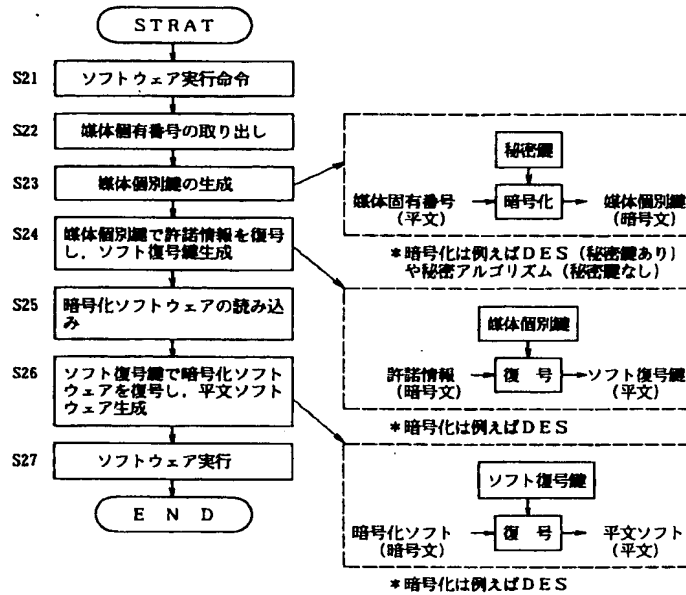 STRAT
S21
ソフトウェア実行命令
S22
媒体個有番号の取り出し
S23
媒体個別鍵の生成
S24
媒体個別鍵で許諾情報を復号
し，ソフト復号鍵生成
S25
暗号化ソフトウェアの読み込
み
S26
ソフト復号鍵で暗号化ソフト
ウェアを復号し，平文ソフト
ウェア生成
S27
ソフトウェア実行
END
秘密鍵
媒体固有番号
(平文)
暗号化
媒体個別鍵
(暗号文)
*暗号化は例えばDES（秘密鍵あり）
や秘密アルゴリズム（秘密鍵なし）
媒体個別鍵
許諾情報
(暗号文)
復 号
ソフト復号鍵
(平文)
*暗号化は例えばDES
ソフト復号鍵
暗号化ソフト
(暗号文)
復 号
平文ソフト
(平文)
*暗号化は例えばDES